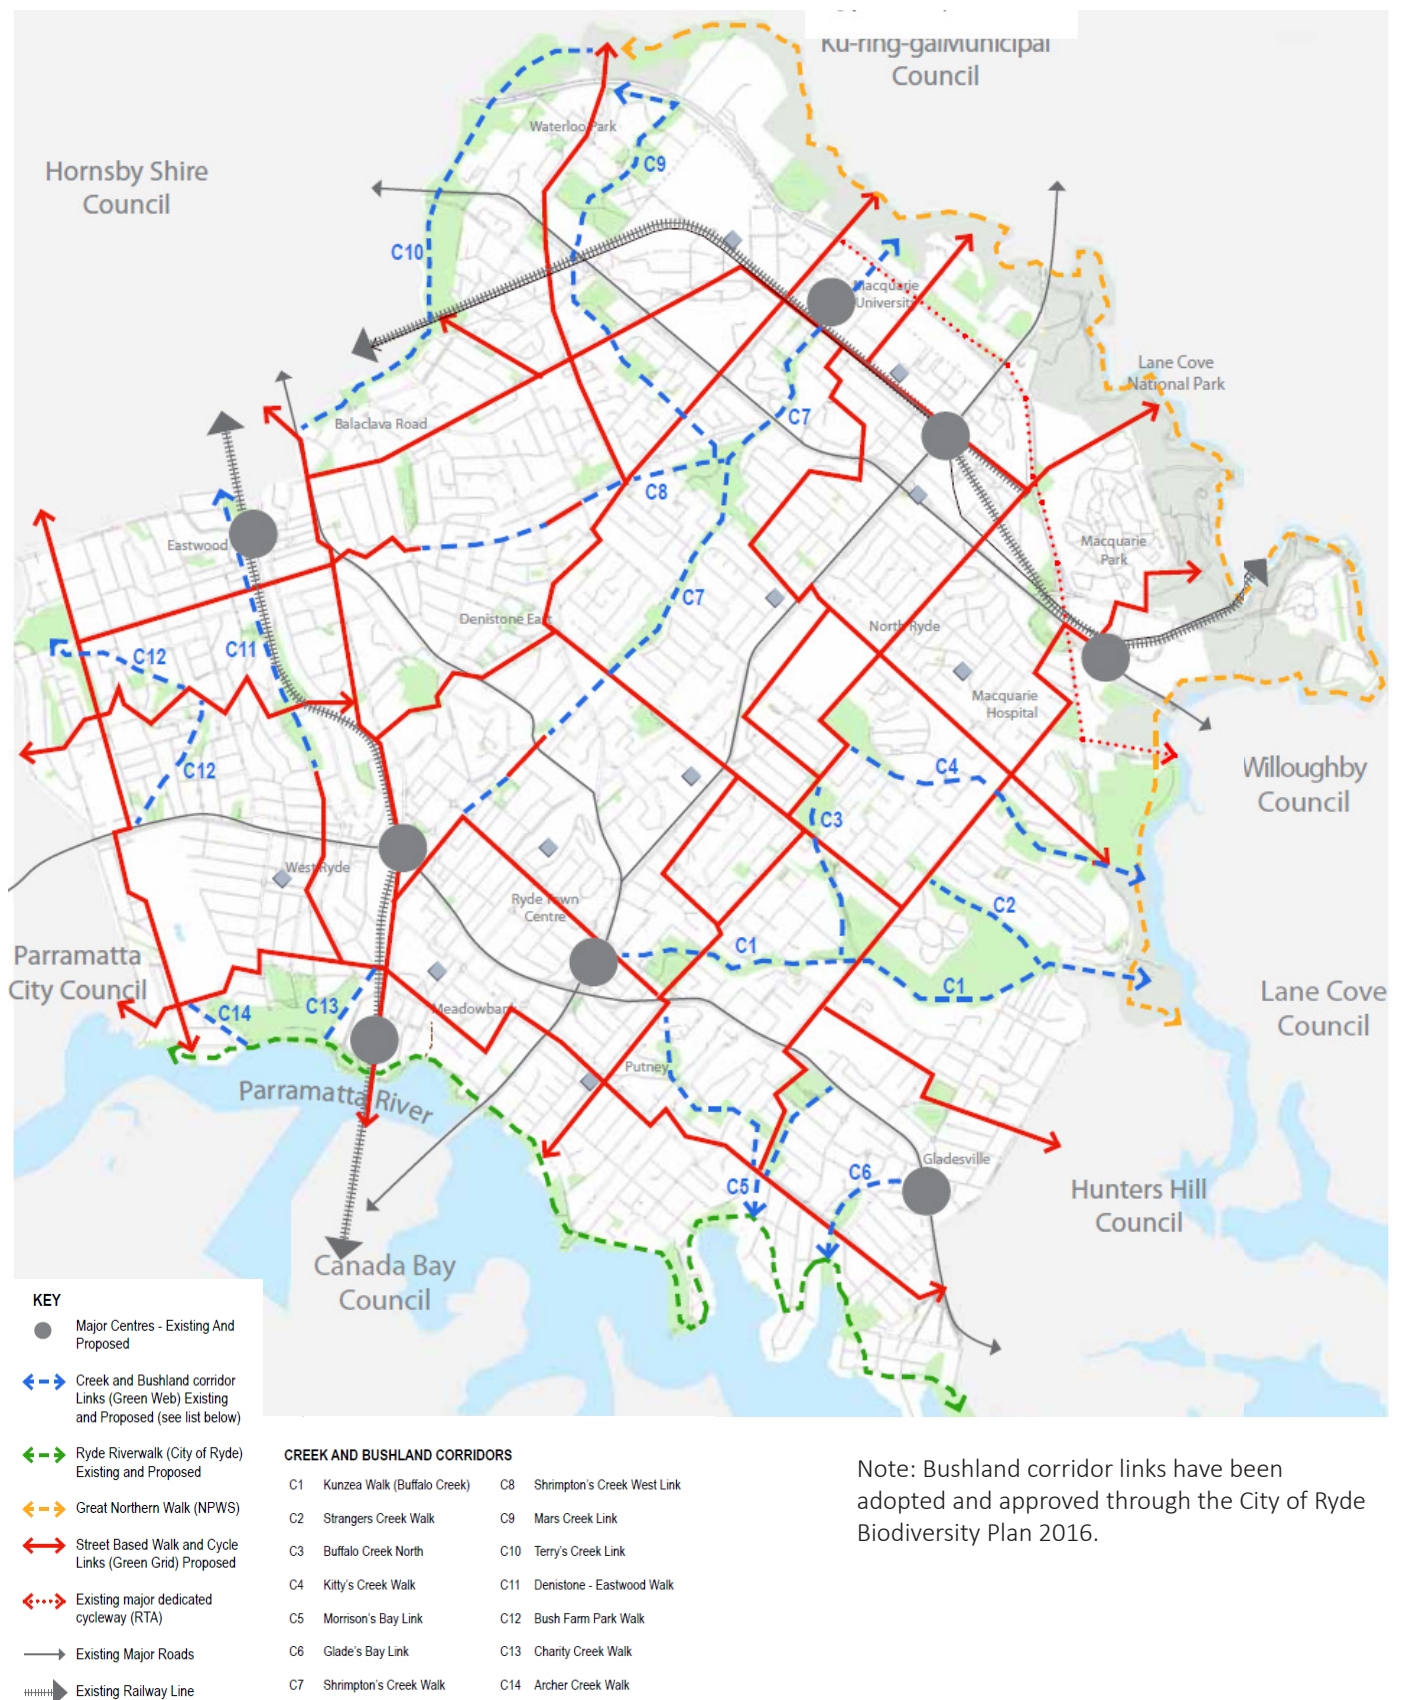 Ku-ring-gaiMunicipal
Council
Hornsby Shire
Council
Waterloo Park
C9
C10
Macquarie
University
Lane Cove
National Park
Balaclava Road
C7
C8
Eastwood
Macquarie
Park
C7
Denistone East
North Ryde
C12
C11
Macquarie
Hospital
C12
C4
Willoughby
Council
C3
West Ryde
Ryde Town
Centre
C2
C1
Parramatta
City Council
C1
Lane Cove
Council
C14
C13
Meadowbank
Putney
Parramatta River
C5
C6
Gladesville
Hunters Hill
Council
Canada Bay
Council
KEY
Major Centres - Existing And
Proposed
Creek and Bushland corridor
Links (Green Web) Existing
and Proposed (see list below)
Ryde Riverwalk (City of Ryde)
Existing and Proposed
Great Northern Walk (NPWS)
Street Based Walk and Cycle
Links (Green Grid) Proposed
Existing major dedicated
cycleway (RTA)
Existing Major Roads
Existing Railway Line
CREEK AND BUSHLAND CORRIDORS
C1 Kunzea Walk (Buffalo Creek)
C2 Strangers Creek Walk
C3 Buffalo Creek North
C4 Kitty's Creek Walk
C5 Morrison's Bay Link
C6 Glade's Bay Link
C7 Shrimpton's Creek Walk
C8 Shrimpton's Creek West Link
C9 Mars Creek Link
C10 Terry's Creek Link
C11 Denistone - Eastwood Walk
C12 Bush Farm Park Walk
C13 Charity Creek Walk
C14 Archer Creek Walk
Note: Bushland corridor links have been
adopted and approved through the City of Ryde
Biodiversity Plan 2016.